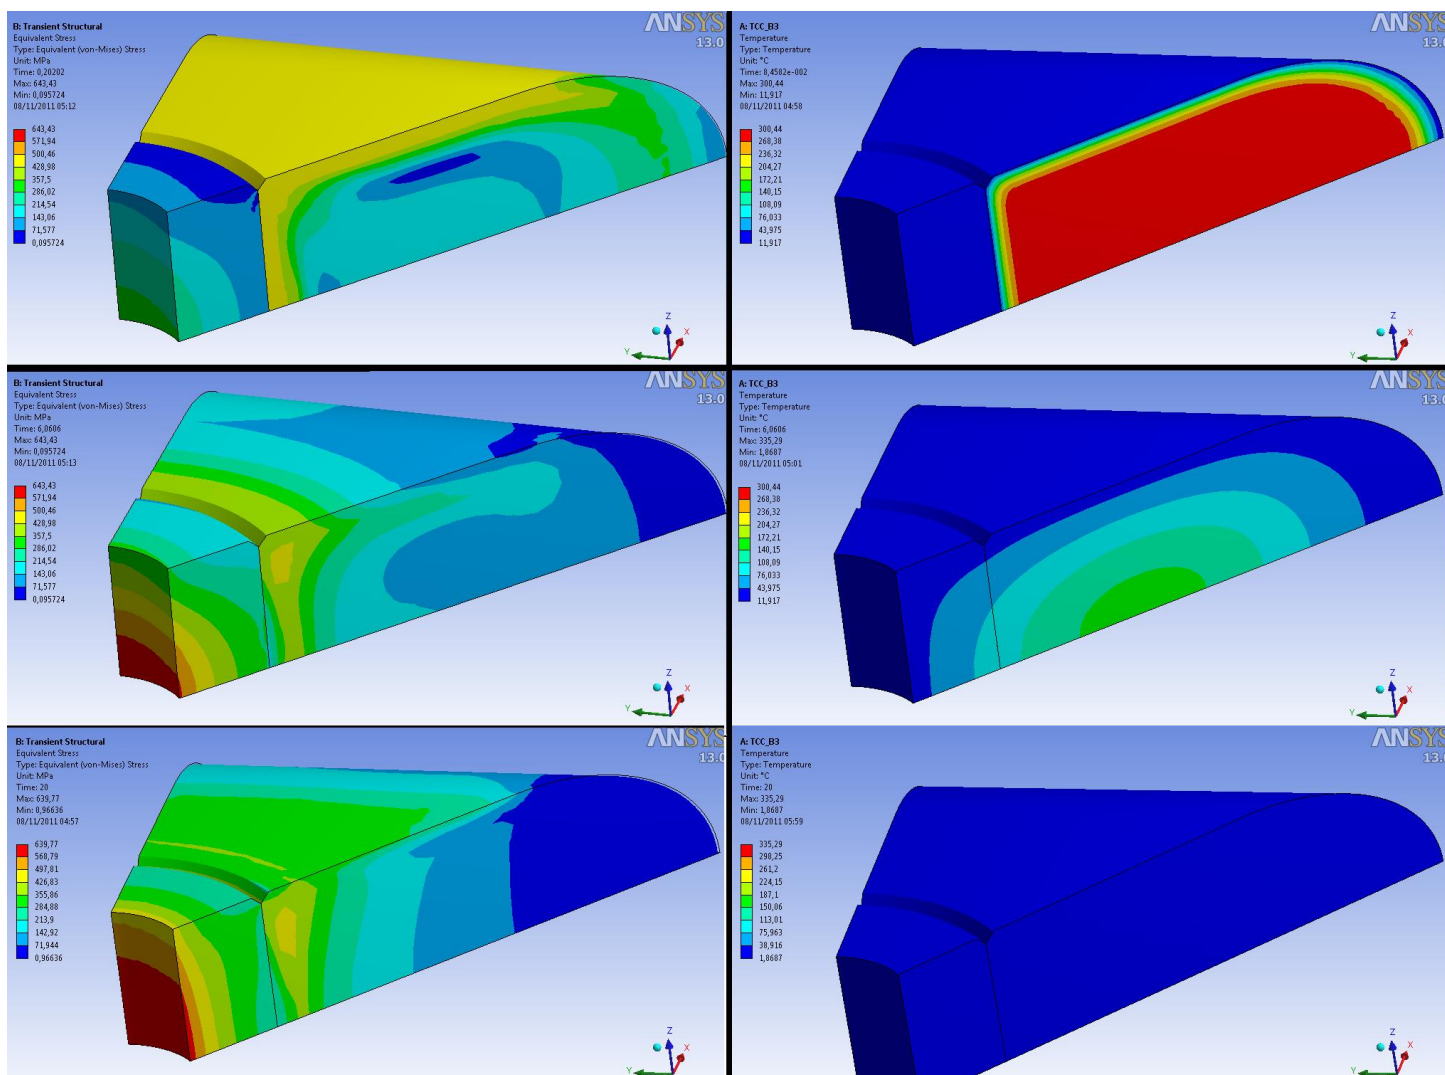 B: Transient Structural
Equivalent Stress
Type: Equivalent (von-Mises) Stress
Unit: MPa
Time: 0,20202
Max: 643,43
Min: 0,095724
08/11/2011 05:12
643,43
571,94
500,46
428,98
357,5
286,02
214,54
143,06
71,577
0,095724
ANSYS
13.0
Z
X
Y
A: TCC_B3
Temperature
Type: Temperature
Unit: °C
Time: 8,4582e-002
Max: 300,44
Min: 11,917
08/11/2011 04:58
300,44
268,38
236,32
204,27
172,21
140,15
108,09
76,033
43,975
11,917
ANSYS
13.0
Z
X
Y
B: Transient Structural
Equivalent Stress
Type: Equivalent (von-Mises) Stress
Unit: MPa
Time: 6,0606
Max: 643,43
Min: 0,095724
08/11/2011 05:13
643,43
571,94
500,46
428,98
357,5
286,02
214,54
143,06
71,577
0,095724
ANSYS
13.0
Z
X
Y
A: TCC_B3
Temperature
Type: Temperature
Unit: °C
Time: 6,0606
Max: 335,29
Min: 1,8687
08/11/2011 05:01
300,44
268,38
236,32
204,27
172,21
140,15
108,09
76,033
43,975
11,917
ANSYS
13.0
Z
X
Y
B: Transient Structural
Equivalent Stress
Type: Equivalent (von-Mises) Stress
Unit: MPa
Time: 20
Max: 639,77
Min: 0,96636
08/11/2011 04:57
639,77
568,79
497,81
426,83
355,86
284,88
213,9
142,92
71,944
0,96636
ANSYS
13.0
Z
X
Y
A: TCC_B3
Temperature
Type: Temperature
Unit: °C
Time: 20
Max: 335,29
Min: 1,8687
08/11/2011 05:59
335,29
298,25
261,2
224,15
187,1
150,06
113,01
75,963
38,916
1,8687
ANSYS
13.0
Z
X
Y